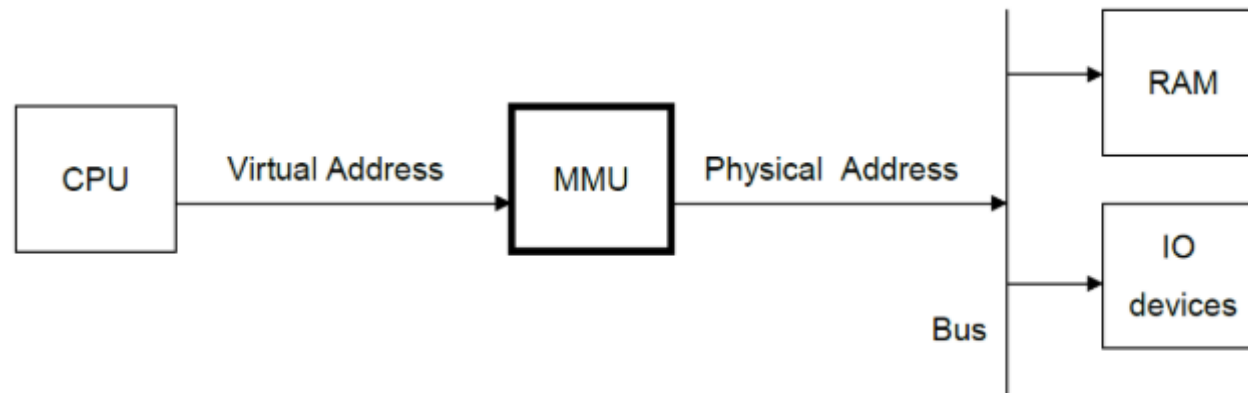 CPU
Virtual Address
MMU
Physical Address
Bus
RAM
IO
devices